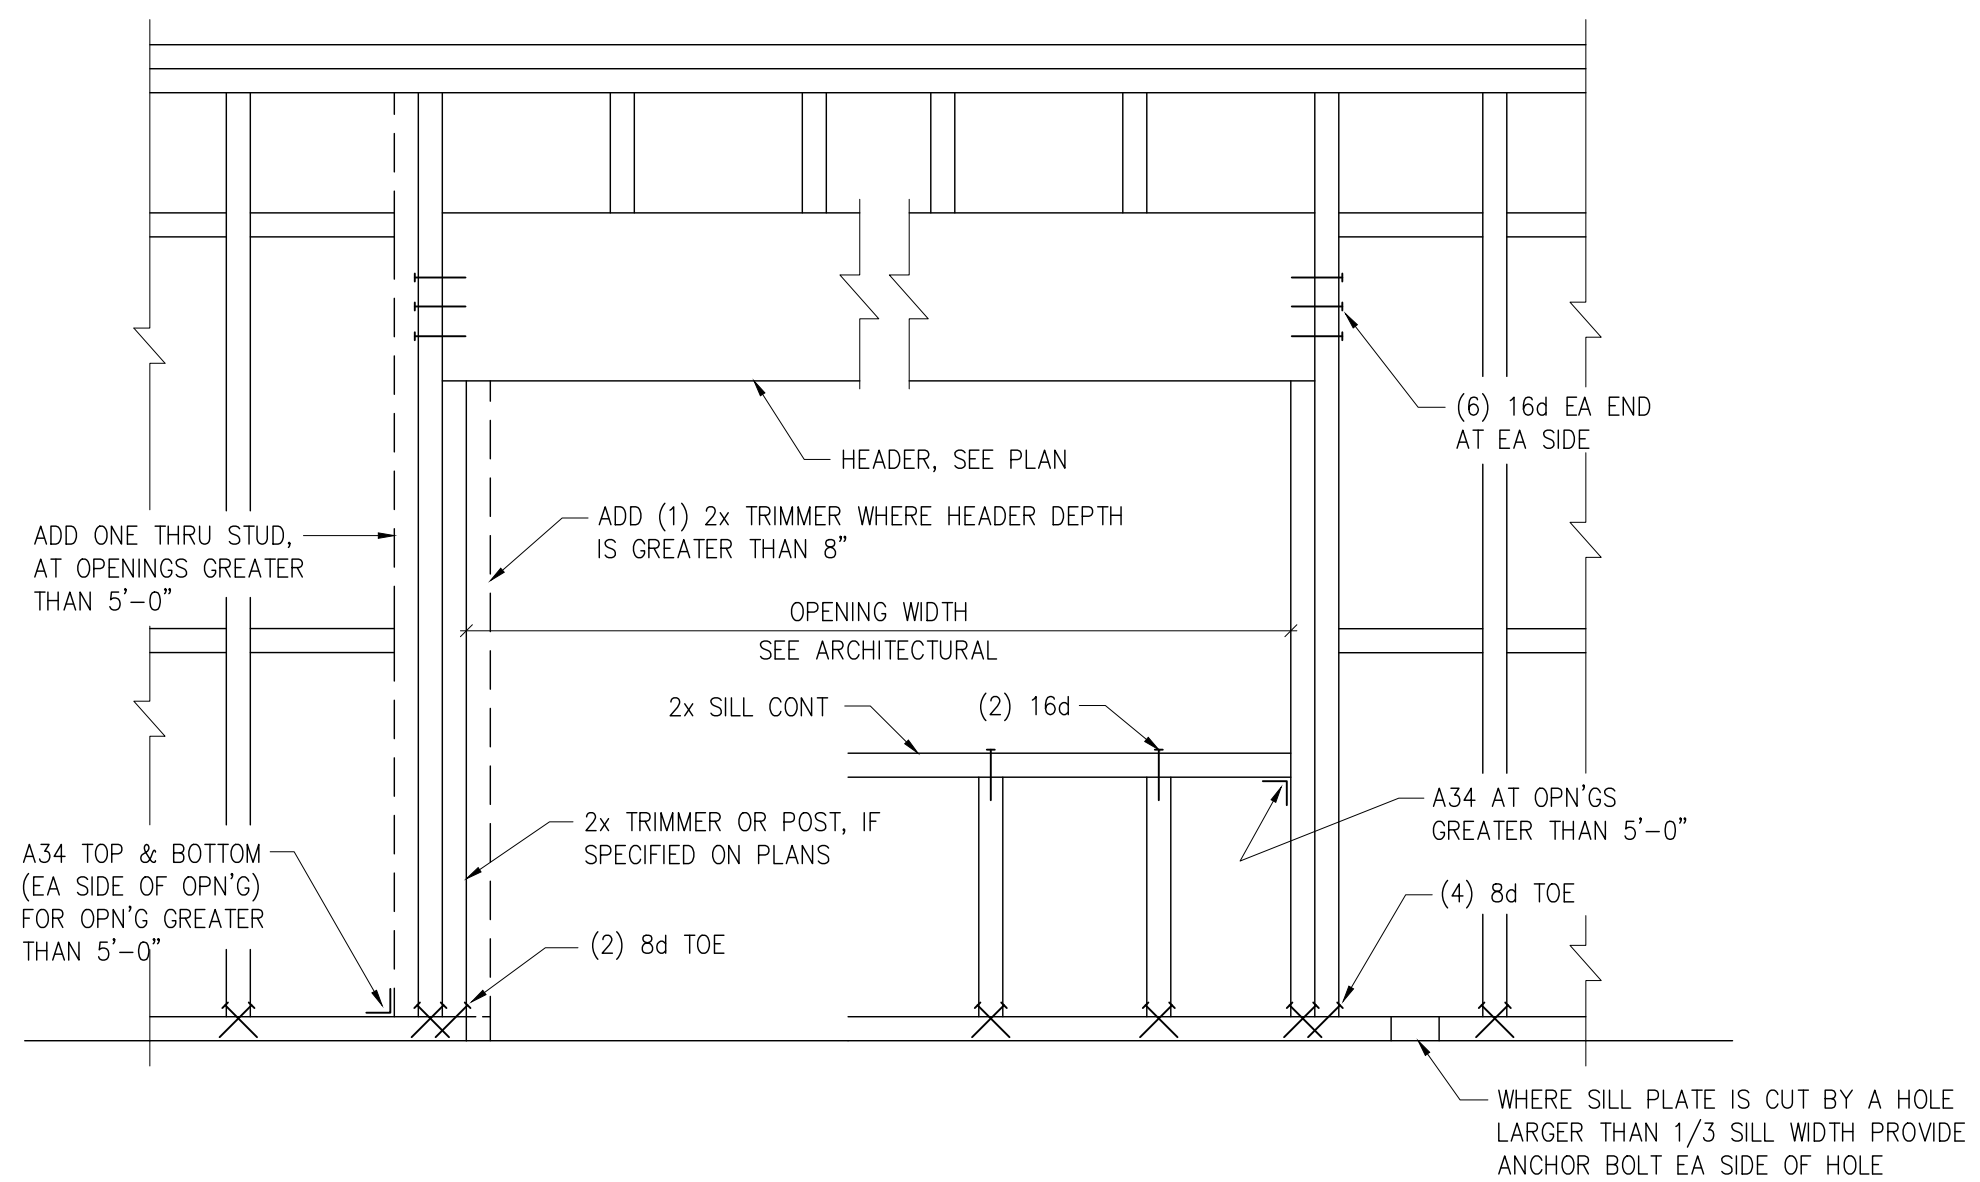 (6) 16d EA END
AT EA SIDE
HEADER, SEE PLAN
ADD ONE THRU STUD,
AT OPENINGS GREATER
THAN 5'-0"
ADD (1) 2x TRIMMER WHERE HEADER DEPTH
IS GREATER THAN 8"
OPENING WIDTH
SEE ARCHITECTURAL
2x SILL CONT
(2) 16d
A34 AT OPN'GS
GREATER THAN 5'-0"
2x TRIMMER OR POST, IF
SPECIFIED ON PLANS
A34 TOP & BOTTOM
(EA SIDE OF OPN'G)
FOR OPN'G GREATER
THAN 5'-0"
(4) 8d TOE
(2) 8d TOE
WHERE SILL PLATE IS CUT BY A HOLE
LARGER THAN 1/3 SILL WIDTH PROVIDE
ANCHOR BOLT EA SIDE OF HOLE